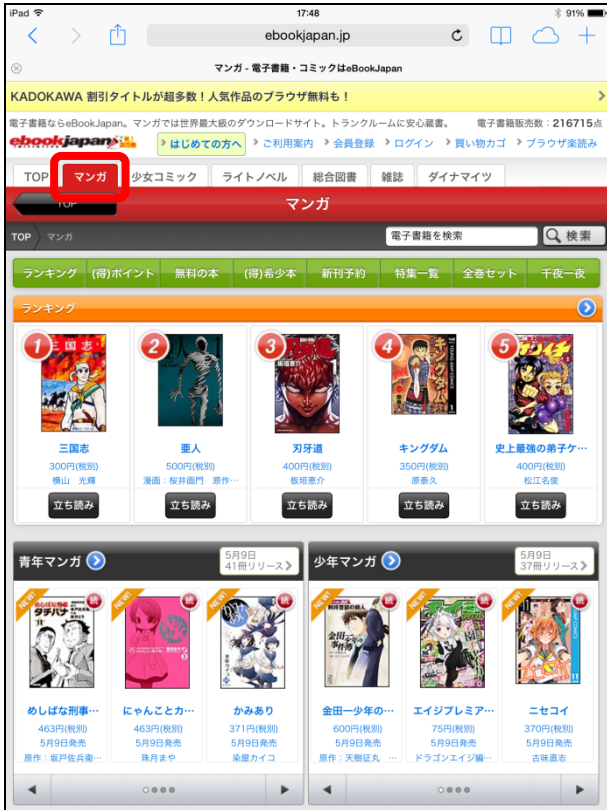 iPad 17:48 91%
ebookjapan.jp
マンガ - 電子書籍・コミックはeBookJapan
KADOKAWA 割引タイトルが超多数！人気作品のブラウザ無料も！
電子書籍ならeBookJapan。マンガでは世界最大級のダウンロードサイト。トランクルームに安心蔵書。 電子書籍販売数：216715点
ebookjapan はじめての方へ ご利用案内 会員登録 ログイン 買い物カゴ ブラウザ楽読み
TOP マンガ 少女コミック ライトノベル 総合図書 雑誌 ダイナマイツ
TOP マンガ
TOP マンガ 電子書籍を検索 検索
ランキング (得)ポイント 無料の本 (得)希少本 新刊予約 特集一覧 全巻セット 千夜一夜
ランキング
1 2 3 4 5
三国志 刃牙道 キングダム
三国志 亜人 刃牙道 キングダム 史上最強の弟子ケ…
300円(税別) 500円(税別) 400円(税別) 350円(税別) 400円(税別)
横山 光輝 漫画：桜井画門 原作… 板垣恵介 原泰久 松江名俊
立ち読み 立ち読み 立ち読み 立ち読み 立ち読み
青年マンガ 5月9日 41冊リリース 少年マンガ 5月9日 37冊リリース
NEW! 続 NEW! 続 NEW! 続 NEW! 続 NEW! 続 NEW! 続
めしばな刑事… にゃんことカ… かみあり 金田一少年の… エイジプレミア… ニセコイ
463円(税別) 463円(税別) 371円(税別) 600円(税別) 75円(税別) 370円(税別)
5月9日発売 5月9日発売 5月9日発売 5月9日発売 5月9日発売 5月9日発売
原作：坂戸佐兵衛… 珠月まや 染屋カイコ 原作：天樹征丸 … ドラゴンエイジ編… 古味直志